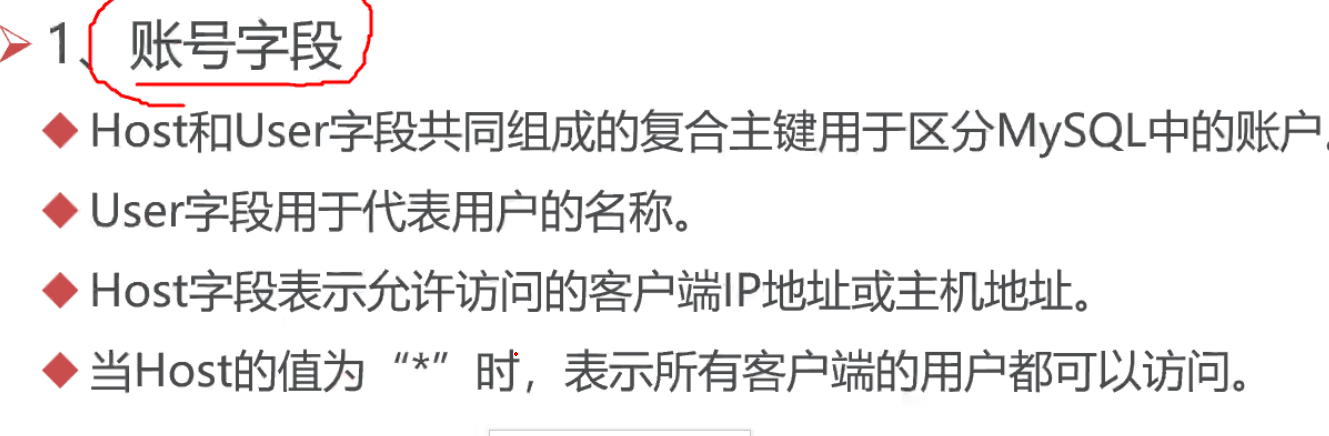 1、账号字段
Host和User字段共同组成的复合主键用于区分MySQL中的账户。
User字段用于代表用户的名称。
Host字段表示允许访问的客户端IP地址或主机地址。
当Host的值为“*”时，表示所有客户端的用户都可以访问。